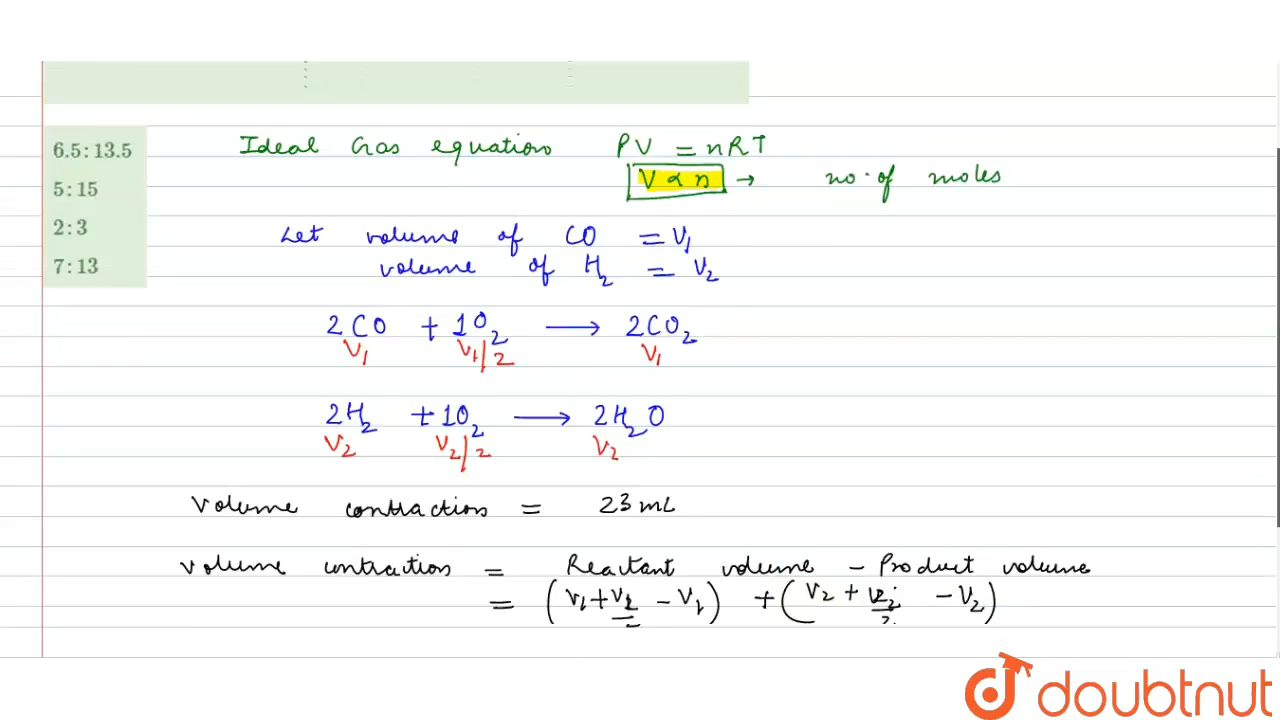 6.5 : 13.5
5 : 15
2 : 3
7 : 13
Ideal Gas equation PV = nRT
V ∝ n → no. of moles
Let volume of CO = V₁
volume of H₂ = V₂
2CO + 1O₂ → 2CO₂
V₁ V₁/2 V₁
2H₂ + 1O₂ → 2H₂O
V₂ V₂/2 V₂
Volume contraction = 23 mL
Volume contraction = Reactant volume - Product volume
= (V₁ + V₁/2 - V₁) + (V₂ + V₂/2 - V₂)
doubtnut